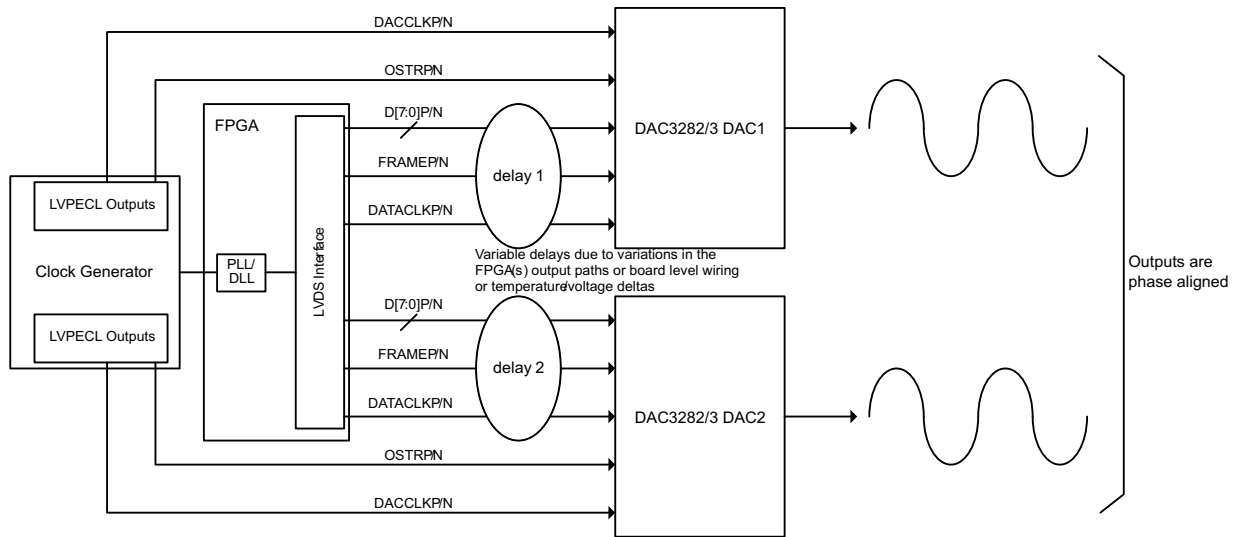 DACCLKP/N
OSTRP/N
D[7:0]P/N
FPGA
DAC3282/3 DAC1
FRAMEP/N
delay 1
LVPECL Outputs
DATACLKP/N
Variable delays due to variations in the
FPGA(s) output paths or board level wiring
or temperature/voltage deltas
Clock Generator
PLL/
DLL
LVDS Interface
Outputs are
phase aligned
D[7:0]P/N
LVPECL Outputs
FRAMEP/N
delay 2
DATACLKP/N
DAC3282/3 DAC2
OSTRP/N
DACCLKP/N